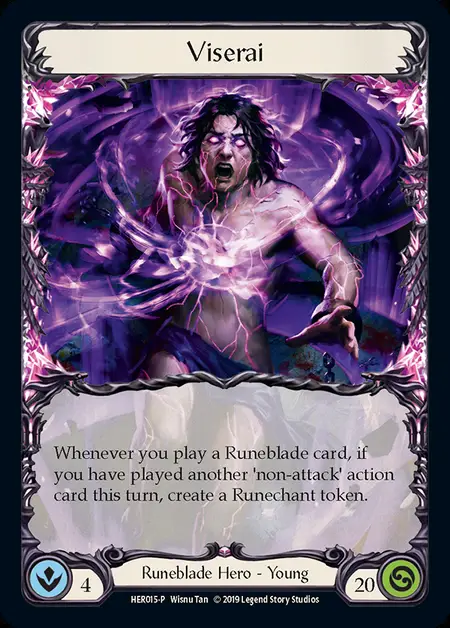 Viserai
Whenever you play a Runeblade card, if
you have played another 'non-attack' action
card this turn, create a Runechant token.
4
Runeblade Hero - Young
20
HER015-P Wisnu Tan © 2019 Legend Story Studios